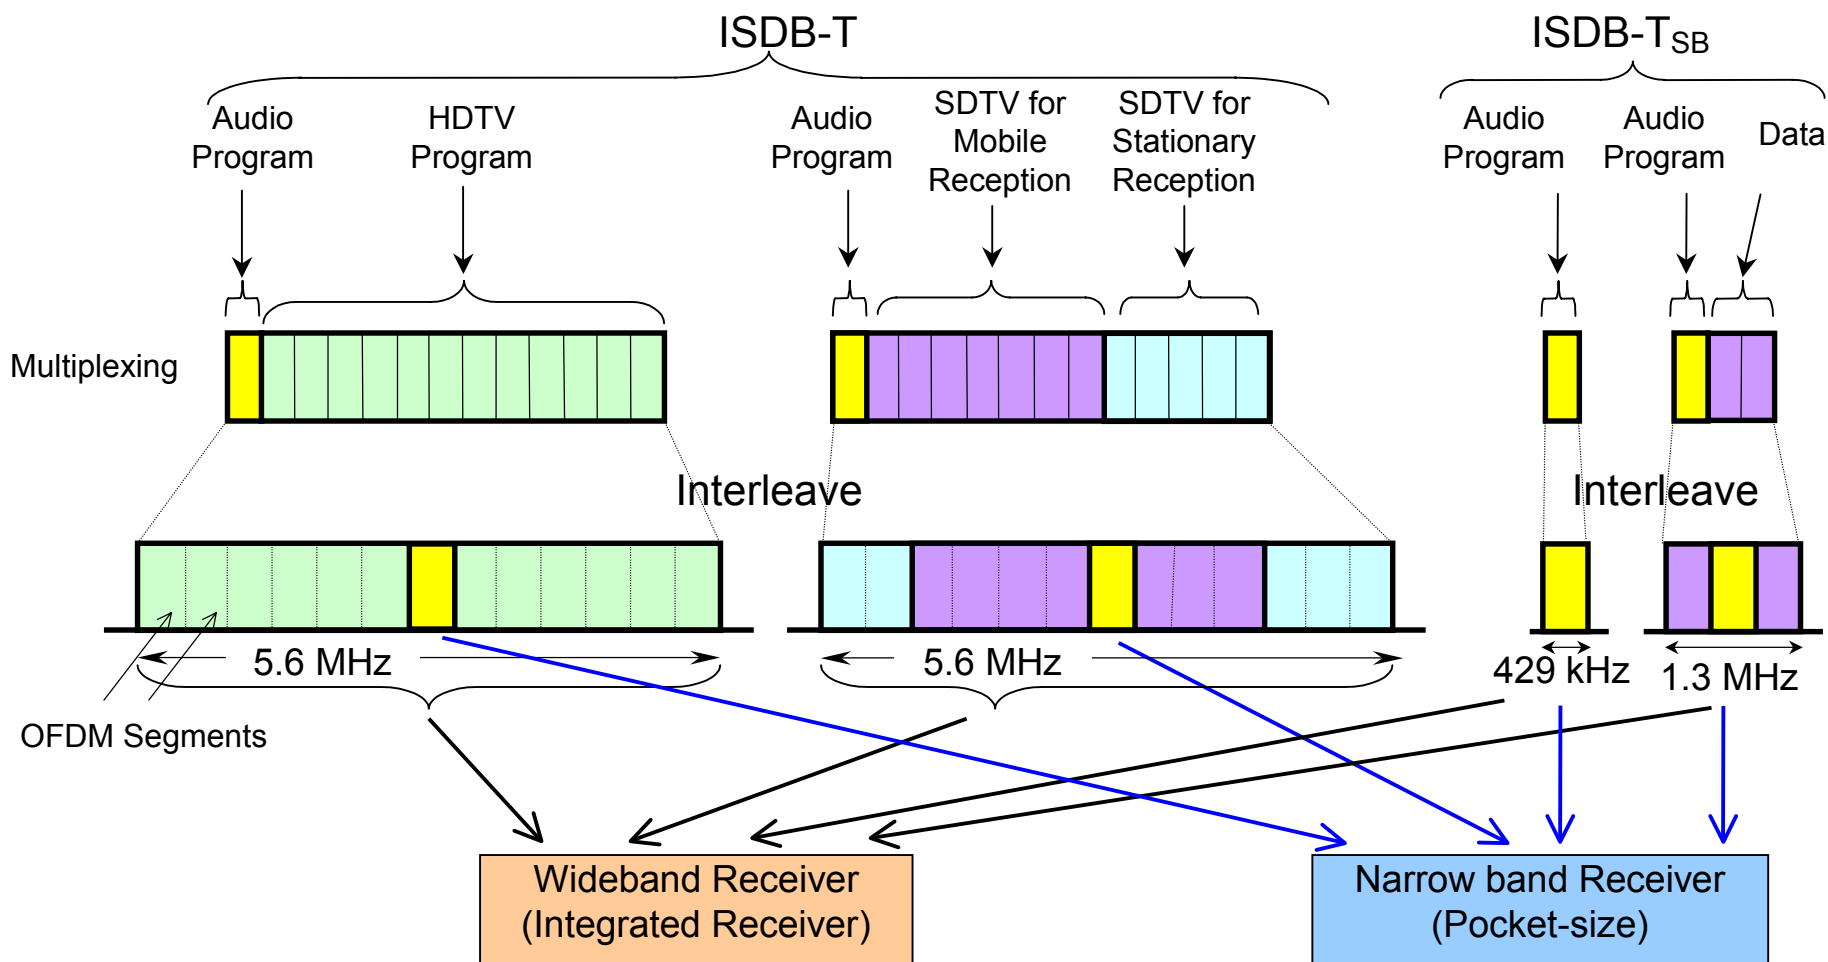 ISDB-T
ISDB-TSB
Audio
Program
HDTV
Program
Audio
Program
SDTV for
Mobile
Reception
SDTV for
Stationary
Reception
Audio
Program
Audio
Program
Data
Multiplexing
Interleave
Interleave
5.6 MHz
5.6 MHz
429 kHz
1.3 MHz
OFDM Segments
Wideband Receiver
(Integrated Receiver)
Narrow band Receiver
(Pocket-size)